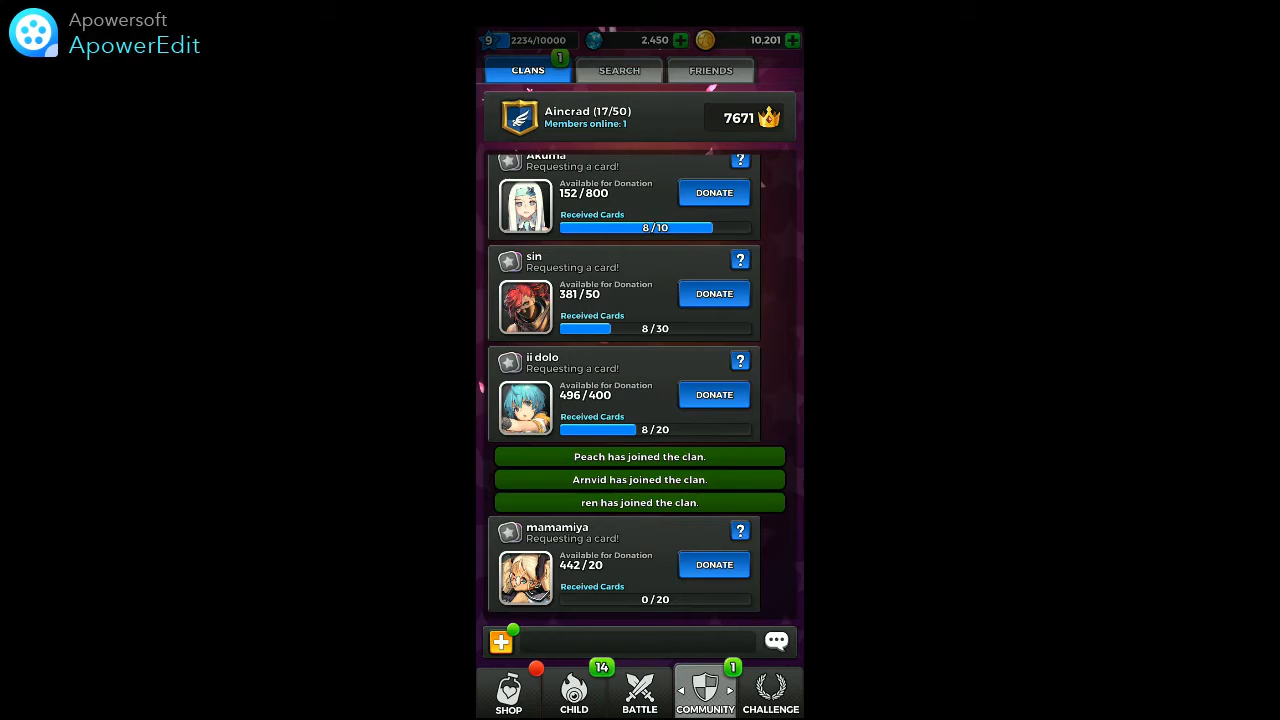 Apowersoft
ApowerEdit
9 2234/10000 2,450 10,201
CLANS 1 SEARCH FRIENDS
Aincrad (17/50)
Members online: 1
7671
Akuma
Requesting a card!
?
Available for Donation
152/800
DONATE
Received Cards
8/10
sin
Requesting a card!
?
Available for Donation
381/50
DONATE
Received Cards
8/30
ii dolo
Requesting a card!
?
Available for Donation
496/400
DONATE
Received Cards
8/20
Peach has joined the clan.
Arnvid has joined the clan.
ren has joined the clan.
mamamiya
Requesting a card!
?
Available for Donation
442/20
DONATE
Received Cards
0/20
14 1
SHOP CHILD BATTLE COMMUNITY CHALLENGE